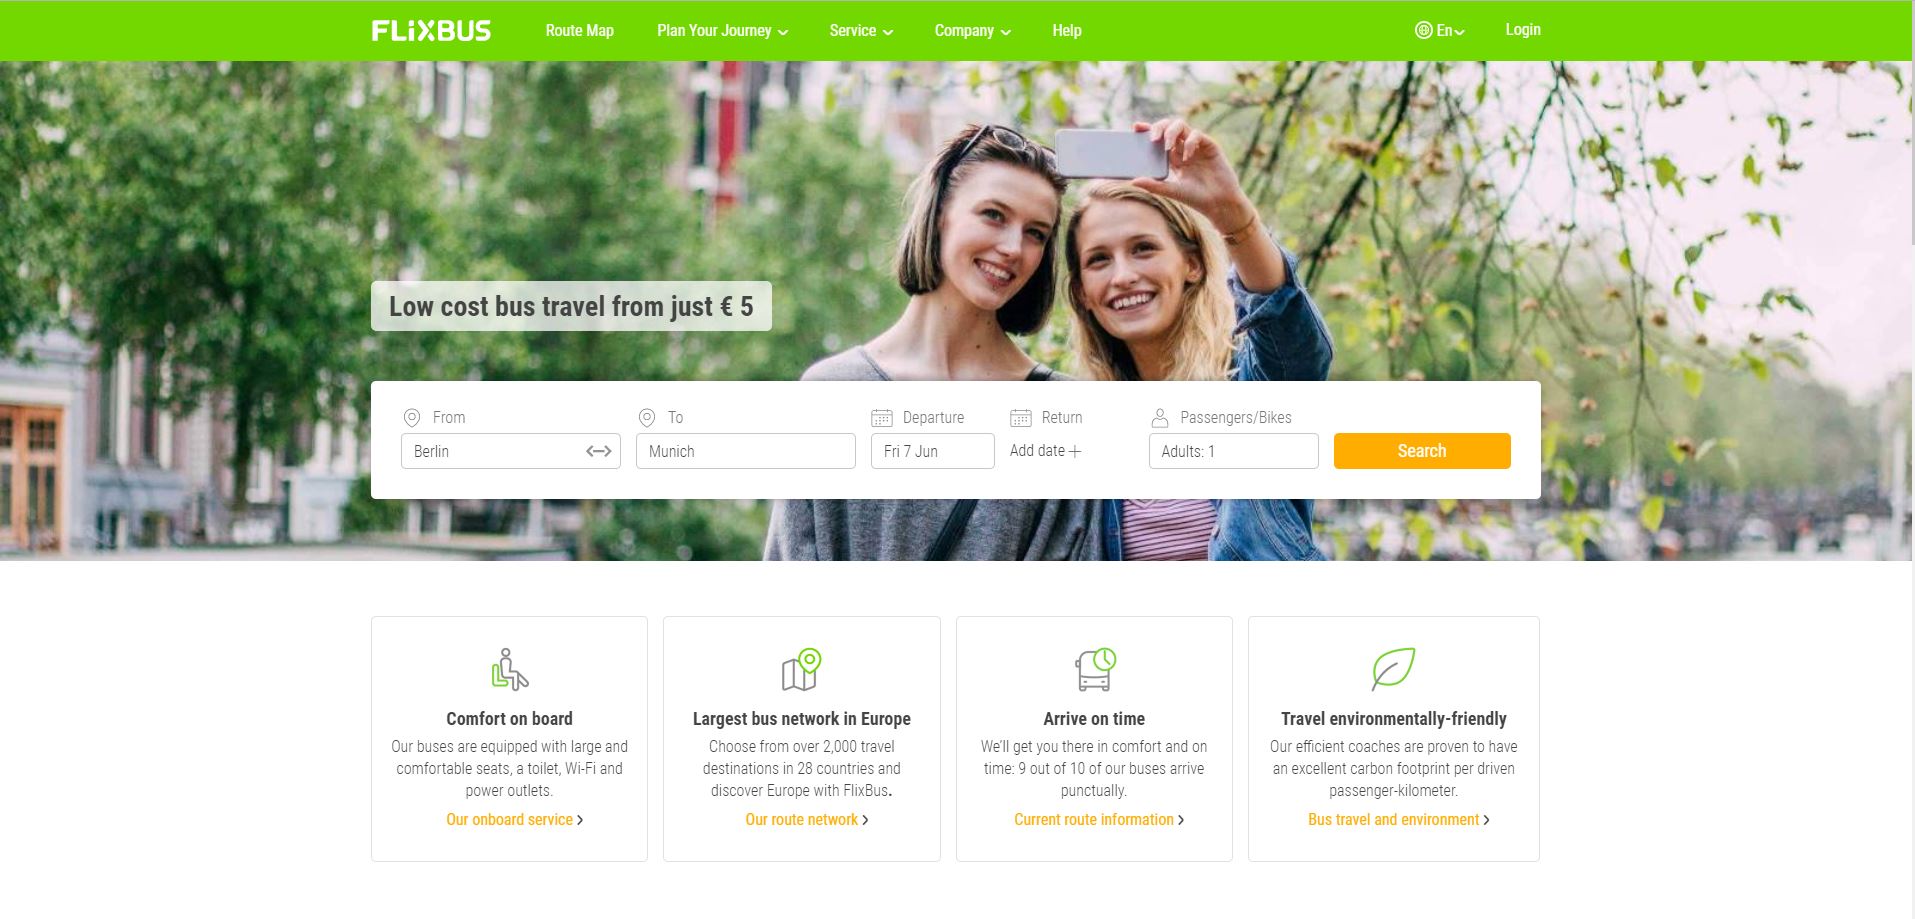 FLiXBUS
Route Map
Plan Your Journey
Service
Company
Help
En
Login
Low cost bus travel from just € 5
From
To
Departure
Return
Passengers/Bikes
Berlin
Munich
Fri 7 Jun
Add date
Adults: 1
Search
Comfort on board
Our buses are equipped with large and
comfortable seats, a toilet, Wi-Fi and
power outlets.
Our onboard service
Largest bus network in Europe
Choose from over 2,000 travel
destinations in 28 countries and
discover Europe with FlixBus.
Our route network
Arrive on time
We'll get you there in comfort and on
time: 9 out of 10 of our buses arrive
punctually.
Current route information
Travel environmentally-friendly
Our efficient coaches are proven to have
an excellent carbon footprint per driven
passenger-kilometer.
Bus travel and environment